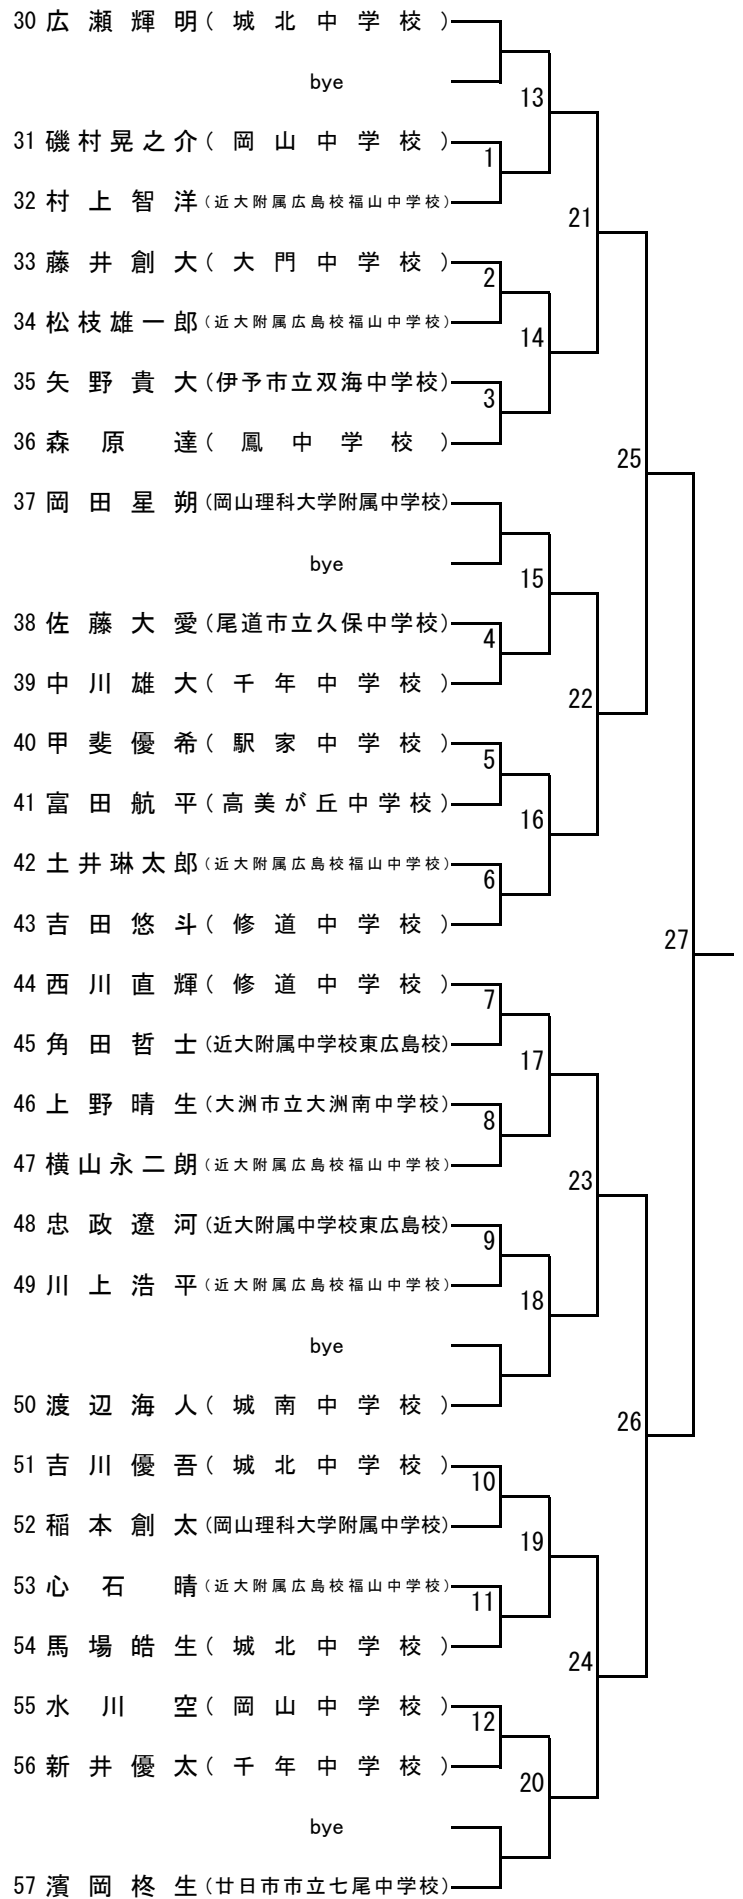 30 広瀬輝明(城北中学校)
bye
13
31 磯村晃之介(岡山中学校)
1
32 村上智洋(近大附属広島校福山中学校)
21
33 藤井創大(大門中学校)
2
34 松枝雄一郎(近大附属広島校福山中学校)
14
35 矢野貴大(伊予市立双海中学校)
3
36 森原達(鳳中学校)
25
37 岡田星朔(岡山理科大学附属中学校)
bye
15
38 佐藤大愛(尾道市立久保中学校)
4
39 中川雄大(千年中学校)
22
40 甲斐優希(駅家中学校)
5
41 富田航平(高美が丘中学校)
16
42 土井琳太郎(近大附属広島校福山中学校)
6
43 吉田悠斗(修道中学校)
27
44 西川直輝(修道中学校)
7
45 角田哲士(近大附属中学校東広島校)
17
46 上野晴生(大洲市立大洲南中学校)
8
47 横山永二朗(近大附属広島校福山中学校)
23
48 忠政遼河(近大附属中学校東広島校)
9
49 川上浩平(近大附属広島校福山中学校)
18
bye
50 渡辺海人(城南中学校)
26
51 吉川優吾(城北中学校)
10
52 稲本創太(岡山理科大学附属中学校)
19
53 心石晴(近大附属広島校福山中学校)
11
54 馬場皓生(城北中学校)
24
55 水川空(岡山中学校)
12
56 新井優太(千年中学校)
20
bye
57 濱岡柊生(廿日市市立七尾中学校)